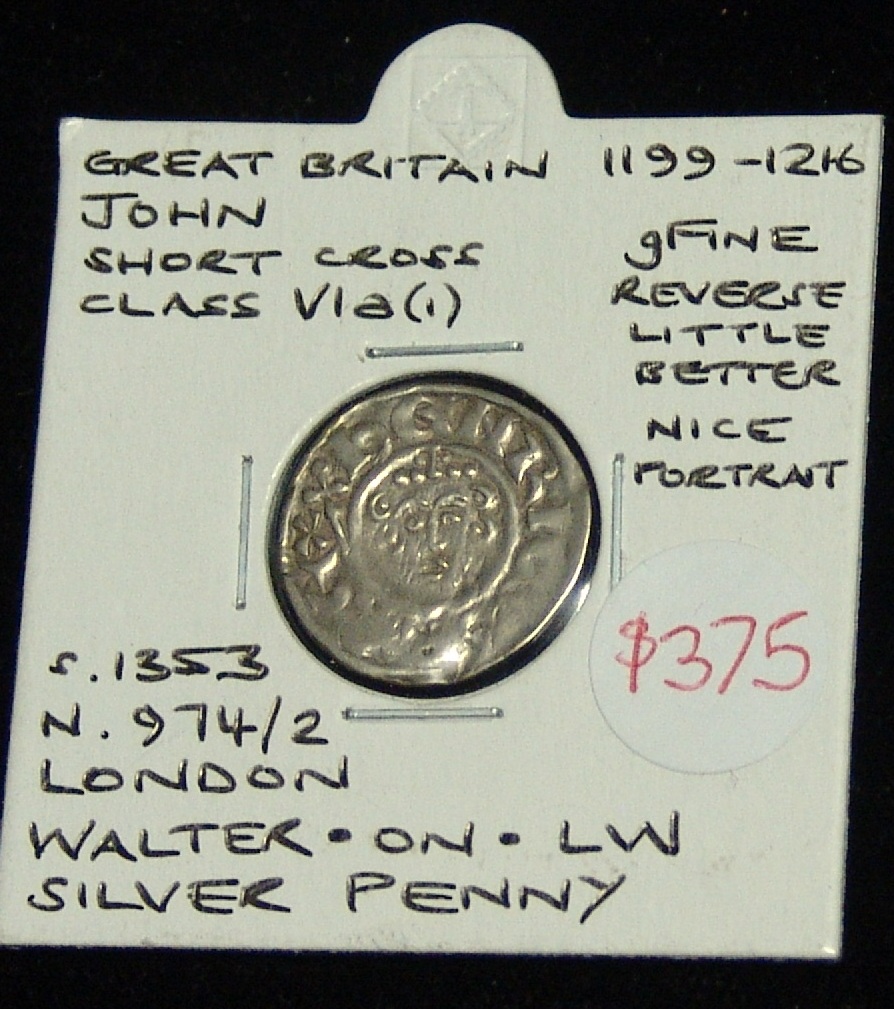 GREAT BRITAIN 1199-1216
JOHN
SHORT CROSS
CLASS VIa(i)
gFINE
REVERSE
LITTLE
BETTER
NICE
PORTRAIT
$375
S.1353
N.974/2
LONDON
WALTER·ON·LW
SILVER PENNY